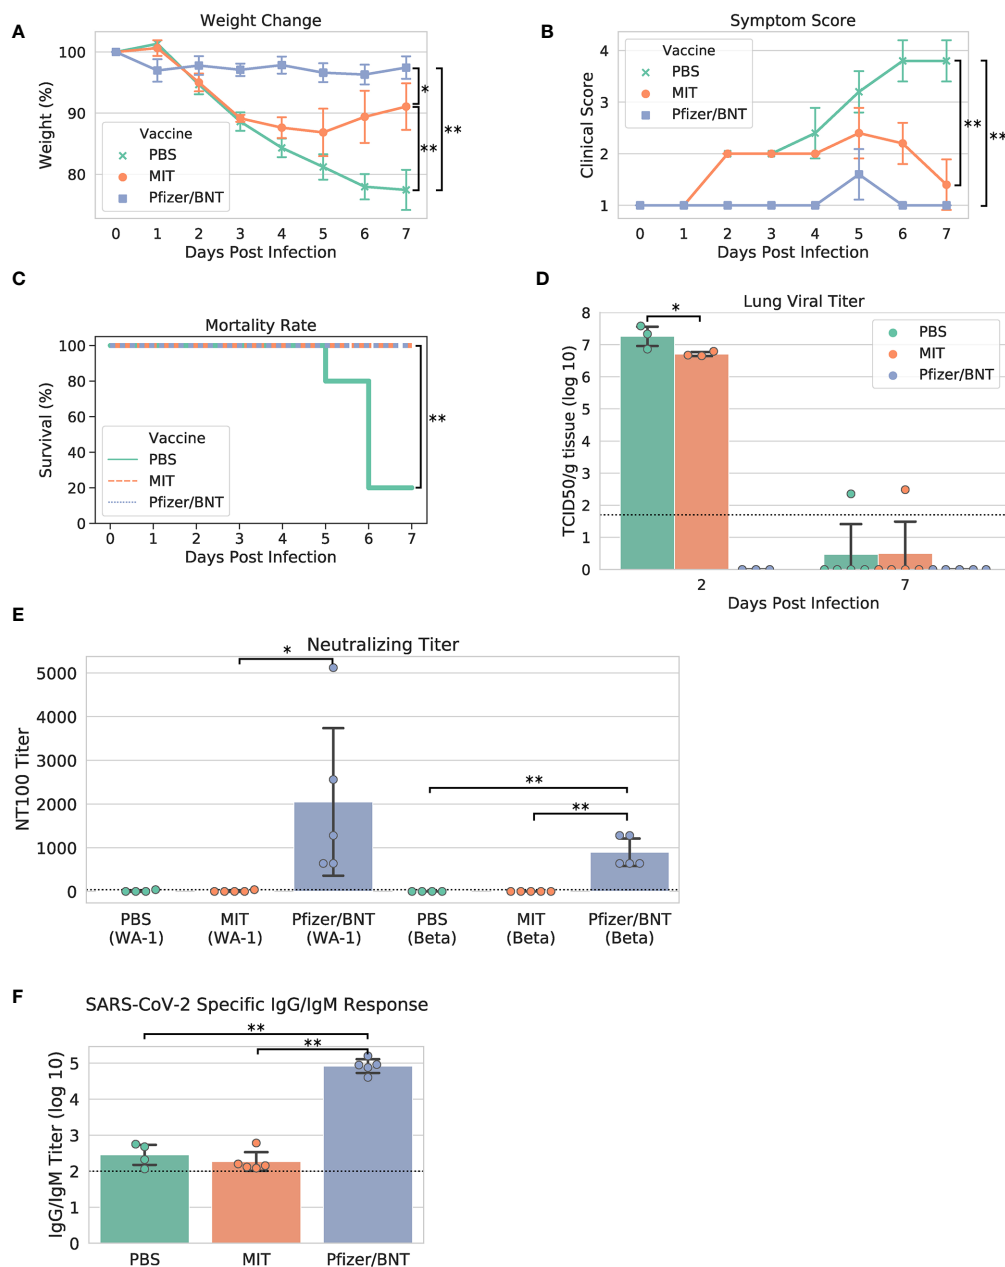 A
Weight Change
Weight (%)
100
90
80
Vaccine
PBS
MIT
Pfizer/BNT
*
**
**
0 1 2 3 4 5 6 7
Days Post Infection
B
Symptom Score
Clinical Score
4
3
2
1
Vaccine
PBS
MIT
Pfizer/BNT
**
**
0 1 2 3 4 5 6 7
Days Post Infection
C
Mortality Rate
Survival (%)
100
80
60
40
20
0
Vaccine
PBS
MIT
Pfizer/BNT
**
0 1 2 3 4 5 6 7
Days Post Infection
D
Lung Viral Titer
TCID50/g tissue (log 10)
8
7
6
5
4
3
2
1
0
*
PBS
MIT
Pfizer/BNT
2 7
Days Post Infection
E
Neutralizing Titer
NT100 Titer
5000
4000
3000
2000
1000
0
*
**
**
PBS (WA-1)
MIT (WA-1)
Pfizer/BNT (WA-1)
PBS (Beta)
MIT (Beta)
Pfizer/BNT (Beta)
F
SARS-CoV-2 Specific IgG/IgM Response
IgG/IgM Titer (log 10)
**
**
5
4
3
2
1
0
PBS MIT Pfizer/BNT